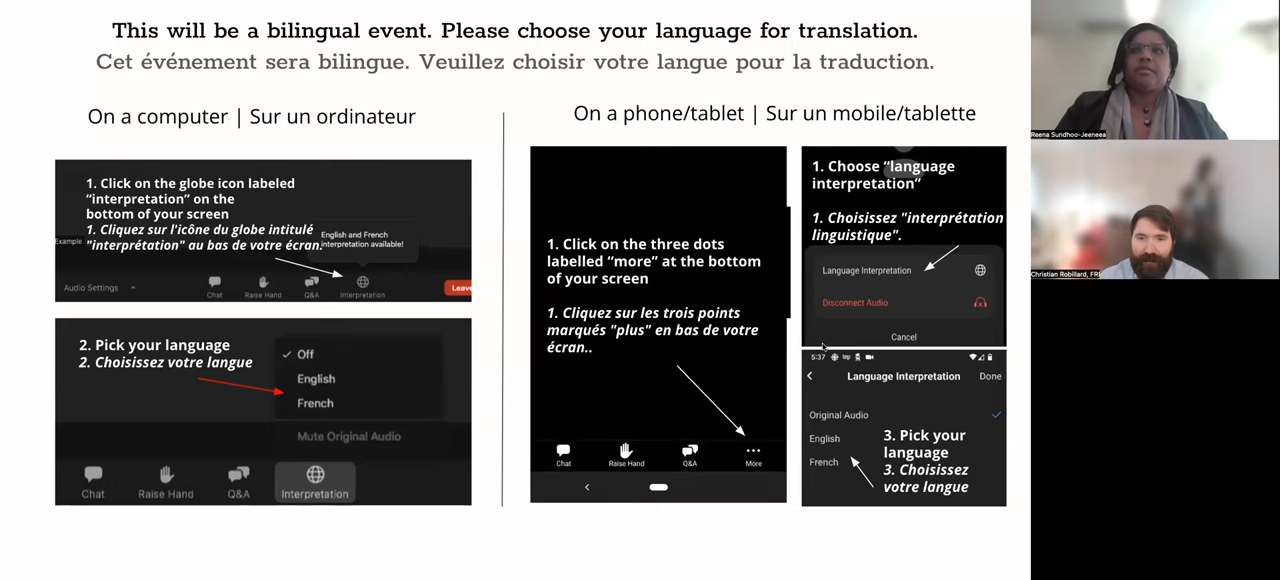 This will be a bilingual event. Please choose your language for translation.
Cet événement sera bilingue. Veuillez choisir votre langue pour la traduction.
On a computer | Sur un ordinateur
1. Click on the globe icon labeled
“interpretation” on the
bottom of your screen
1. Cliquez sur l'icône du globe intitulé
"interprétation" au bas de votre écran.
Example
English and French
interpretation available!
Audio Settings
Chat
Raise Hand
Q&A
Interpretation
Leave
2. Pick your language
2. Choisissez votre langue
Off
English
French
Mute Original Audio
Chat
Raise Hand
Q&A
Interpretation
On a phone/tablet | Sur un mobile/tablette
1. Click on the three dots
labelled “more” at the bottom
of your screen
1. Cliquez sur les trois points
marqués "plus" en bas de votre
écran..
Chat
Raise Hand
Q&A
More
1. Choose “language
interpretation”
1. Choisissez "interprétation
linguistique".
Language Interpretation
Disconnect Audio
Cancel
5:37
Language Interpretation
Done
Original Audio
English
French
3. Pick your
language
3. Choisissez
votre langue
Reena Sundhoo-Jeeneea
Christian Robillard, FRI